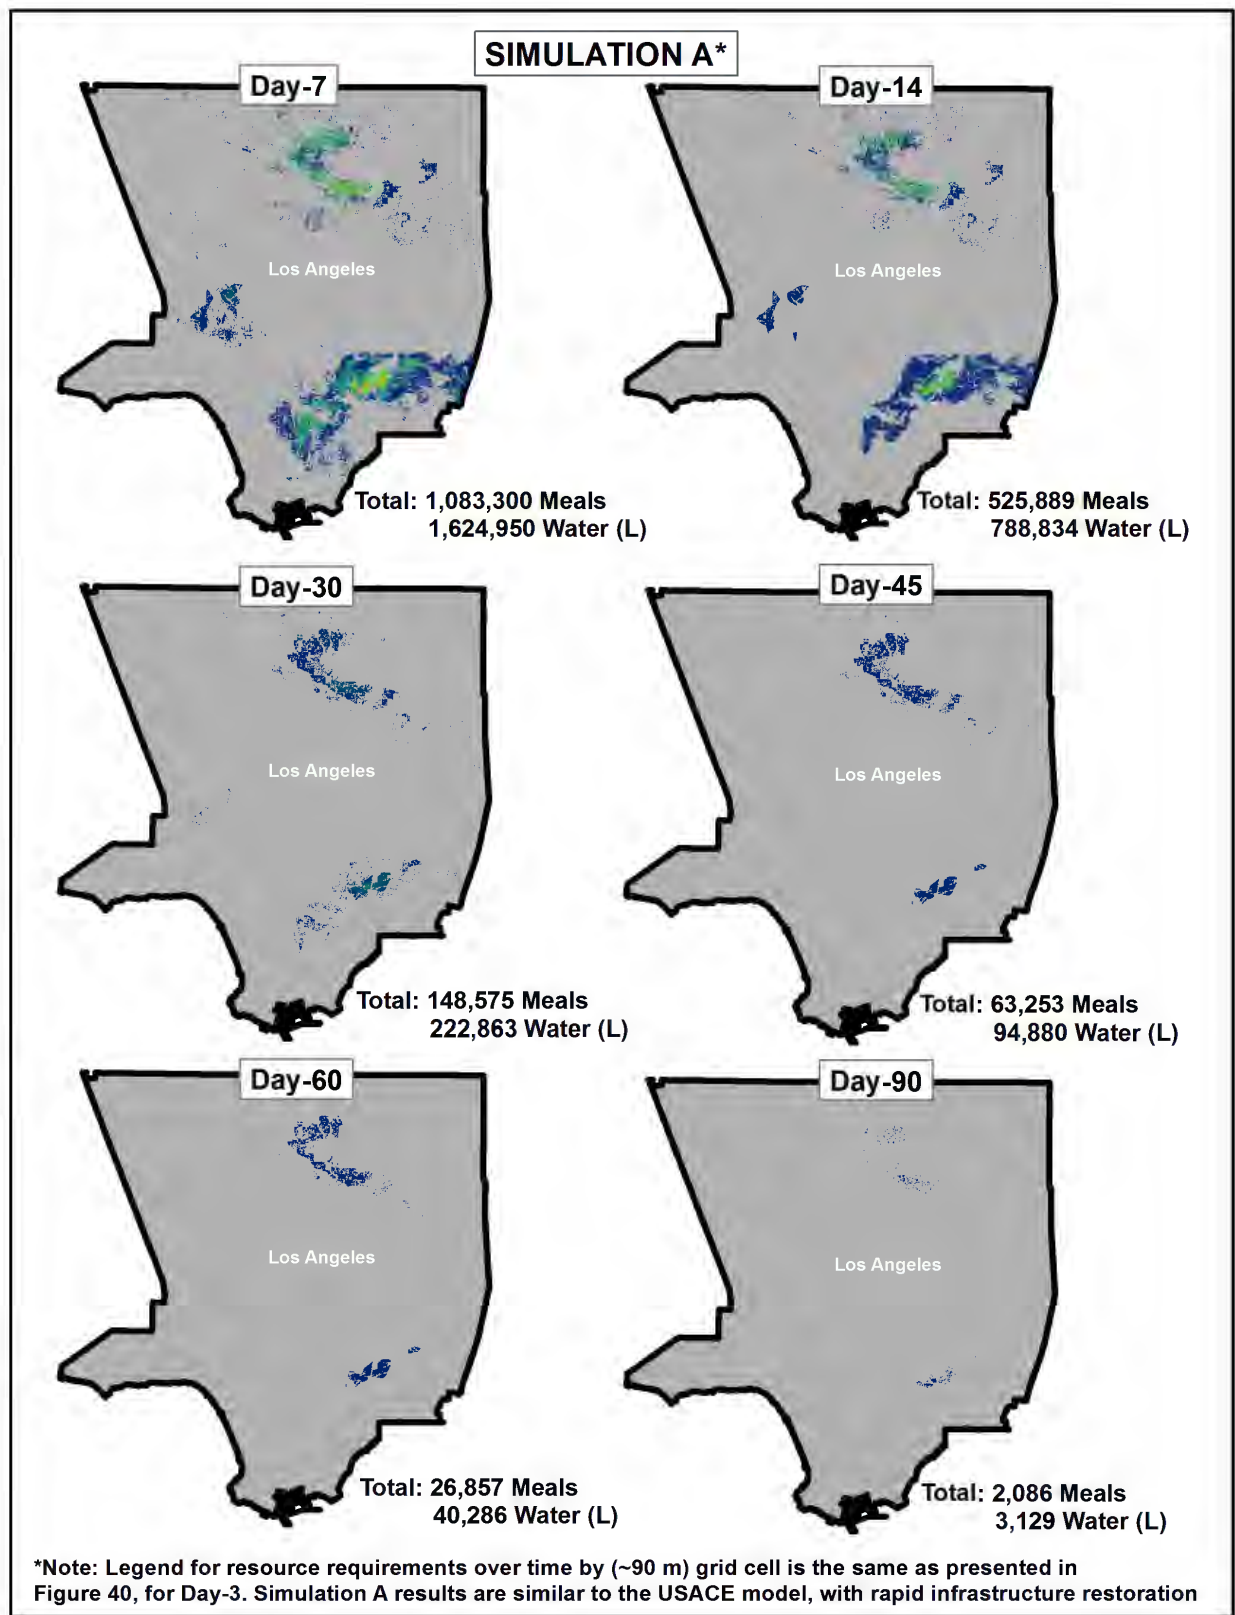 SIMULATION A*
Day-7
Day-14
Los Angeles
Los Angeles
Total: 1,083,300 Meals
1,624,950 Water (L)
Total: 525,889 Meals
788,834 Water (L)
Day-30
Day-45
Los Angeles
Los Angeles
Total: 148,575 Meals
222,863 Water (L)
Total: 63,253 Meals
94,880 Water (L)
Day-60
Day-90
Los Angeles
Los Angeles
Total: 26,857 Meals
40,286 Water (L)
Total: 2,086 Meals
3,129 Water (L)
*Note: Legend for resource requirements over time by (~90 m) grid cell is the same as presented in
Figure 40, for Day-3. Simulation A results are similar to the USACE model, with rapid infrastructure restoration